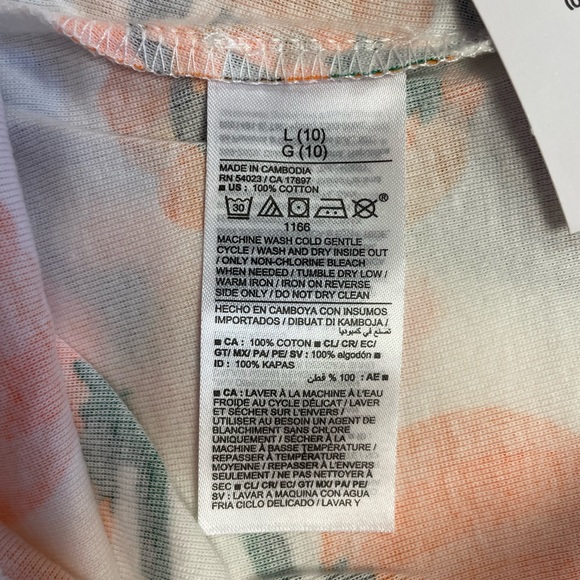 L (10)
G (10)
MADE IN CAMBODIA
RN 54023 / CA 17897
■ US : 100% COTTON
30
®
1166
MACHINE WASH COLD GENTLE
CYCLE / WASH AND DRY INSIDE OUT
/ ONLY NON-CHLORINE BLEACH
WHEN NEEDED / TUMBLE DRY LOW /
WARM IRON / IRON ON REVERSE
SIDE ONLY / DO NOT DRY CLEAN
HECHO EN CAMBOYA CON INSUMOS
IMPORTADOS / DIBUAT DI KAMBOJA /
صنع في كمبوديا
■ CA : 100% COTON ■ CL/ CR/ EC/
GT/ MX/ PA/ PE/ SV : 100% algodón ■
ID : 100% KAPAS
100 % قطن : AE ■
■ CA : LAVER À LA MACHINE À L'EAU
FROIDE AU CYCLE DÉLICAT / LAVER
ET SÉCHER SUR L'ENVERS /
UTILISER AU BESOIN UN AGENT DE
BLANCHIMENT SANS CHLORE
UNIQUEMENT / SÉCHER À LA
MACHINE À BASSE TEMPÉRATURE /
REPASSER À TEMPÉRATURE
MOYENNE / REPASSER À L'ENVERS
SEULEMENT / NE PAS NETTOYER À
SEC ■ CL/ CR/ EC/ GT/ MX/ PA/ PE/
SV : LAVAR A MAQUINA CON AGUA
FRIA CICLO DELICADO / LAVAR Y